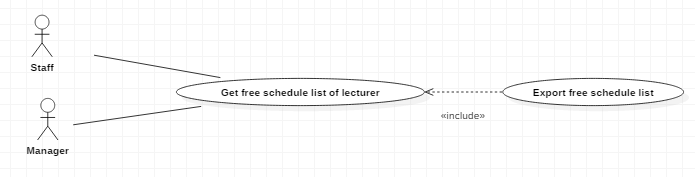 Staff
Get free schedule list of lecturer
Export free schedule list
«include»
Manager